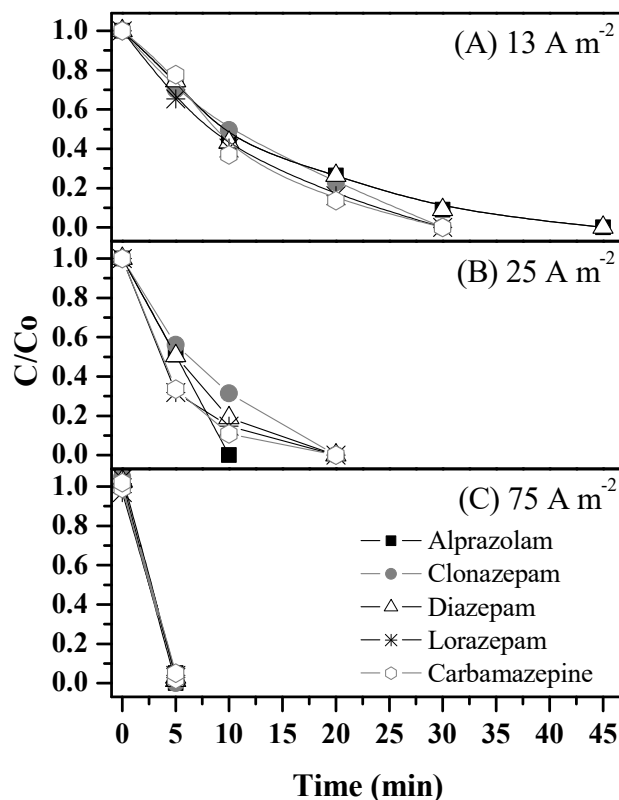 (A) 13 A m⁻²
1.0
0.8
0.6
0.4
0.2
0.0
(B) 25 A m⁻²
1.0
0.8
0.6
0.4
0.2
0.0
C/Co
(C) 75 A m⁻²
1.0
0.8
0.6
0.4
0.2
0.0
Alprazolam
Clonazepam
Diazepam
Lorazepam
Carbamazepine
0 5 10 15 20 25 30 35 40 45
Time (min)